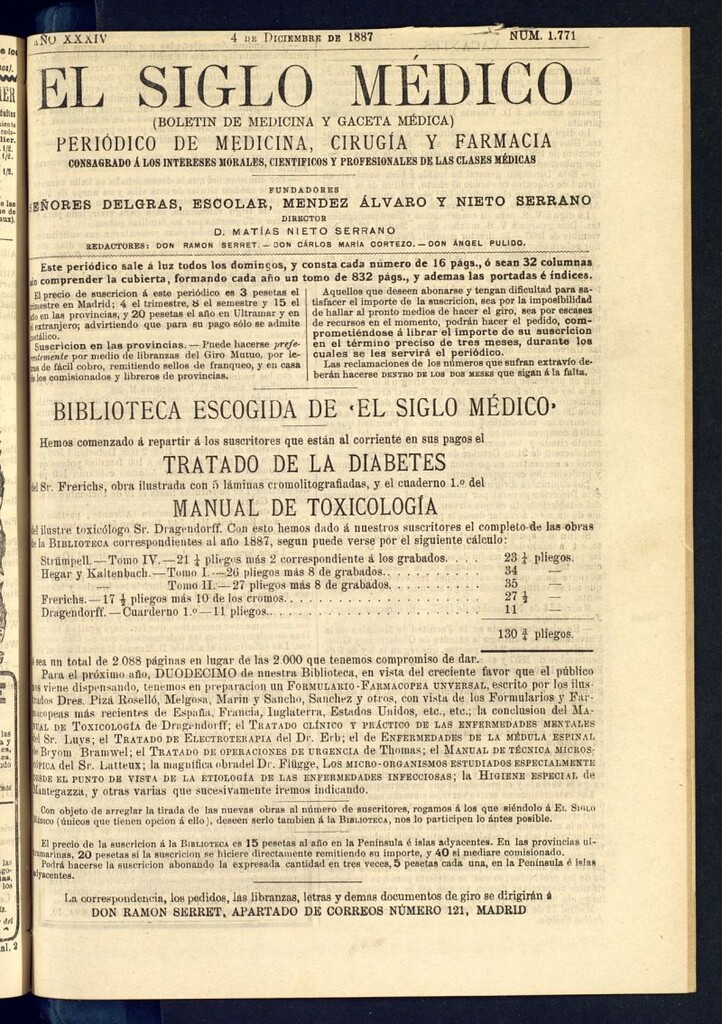 AÑO XXXIV 4 DE DICIEMBRE DE 1887 NUM. 1.771
EL SIGLO MÉDICO
(BOLETIN DE MEDICINA Y GACETA MÉDICA)
PERIÓDICO DE MEDICINA, CIRUGÍA Y FARMACIA
CONSAGRADO Á LOS INTERESES MORALES, CIENTIFICOS Y PROFESIONALES DE LAS CLASES MÉDICAS
FUNDADORES
SEÑORES DELGRAS, ESCOLAR, MENDEZ ÁLVARO Y NIETO SERRANO
DIRECTOR
D. MATÍAS NIETO SERRANO
REDACTORES: DON RAMON SERRET.—DON CÁRLOS MARÍA CORTEZO.—DON ÁNGEL PULIDO.
Este periódico sale á luz todos los domingos, y consta cada número de 16 págs., ó sean 32 columnas
comprender la cubierta, formando cada año un tomo de 832 págs., y ademas las portadas é índices.
El precio de suscricion á este periódico es 3 pesetas el
trimestre en Madrid; 4 el trimestre, 8 el semestre y 15 el
año en las provincias, y 20 pesetas el año en Ultramar y en
extranjero; advirtiendo que para su pago sólo se admite
metálico.
Suscricion en las provincias.—Puede hacerse prefe-
rentemente por medio de libranzas del Giro Mutuo, por le-
ras de fácil cobro, remitiendo sellos de franqueo, y en casa
de los comisionados y libreros de provincias.
Aquellos que deseen abonarse y tengan dificultad para sa-
tisfacer el importe de la suscricion, sea por la imposibilidad
de hallar al pronto medios de hacer el giro, sea por escases
de recursos en el momento, podrán hacer el pedido, com-
prometiéndose á librar el importe de su suscricion
en el término preciso de tres meses, durante los
cuales se les servirá el periódico.
Las reclamaciones de los números que sufran extravío de-
berán hacerse DENTRO DE LOS DOS MESES que sigan á la falta.
BIBLIOTECA ESCOGIDA DE «EL SIGLO MÉDICO»
Hemos comenzado á repartir á los suscritores que están al corriente en sus pagos el
TRATADO DE LA DIABETES
del Sr. Frerichs, obra ilustrada con 5 láminas cromolitografiadas, y el cuaderno 1.º del
MANUAL DE TOXICOLOGÍA
del ilustre toxicólogo Sr. Dragendorff. Con esto hemos dado á nuestros suscritores el completo de las obras
de la BIBLIOTECA correspondientes al año 1887, segun puede verse por el siguiente cálculo:
Strümpell.—Tomo IV.—21 ¼ pliegos más 2 correspondiente á los grabados. . . . 23 ¼ pliegos.
Hegar y Kaltenbach.—Tomo I.—26 pliegos más 8 de grabados. . . . . . . . . . 34 —
— Tomo II.—27 pliegos más 8 de grabados. . . . . . . . . . 35 —
Frerichs.—17 ½ pliegos más 10 de los cromos. . . . . . . . . . 27 ½ —
Dragendorff.—Cuarderno 1.º—11 pliegos. . . . . . . . . . 11 —
130 ¾ pliegos.
ó sea un total de 2.088 páginas en lugar de las 2.000 que tenemos compromiso de dar.
Para el próximo año, DUODECIMO de nuestra Biblioteca, en vista del creciente favor que el público
os viene dispensando, tenemos en preparacion un FORMULARIO-FARMACOPEA UNVERSAL, escrito por los ilus-
trados Dres. Pizá Roselló, Melgosa, Marin y Sancho, Sanchez y otros, con vista de los Formularios y Far-
macopeas más recientes de España, Francia, Inglaterra, Estados Unidos, etc., etc.; la conclusion del MA-
NUAL DE TOXICOLOGÍA de Dragendorff; el TRATADO CLÍNICO Y PRÁCTICO DE LAS ENFERMEDADES MENTALES
del Sr. Luys; el TRATADO DE ELECTROTERAPIA del Dr. Erb; el de ENFERMEDADES DE LA MÉDULA ESPINAL
de Bryom Bramwel; el TRATADO DE OPERACIONES DE URGENCIA de Thomas; el MANUAL DE TÉCNICA MICROS-
CÓPICA del Sr. Latteux; la magnífica obra del Dr. Flügge, LOS MICRO-ORGANISMOS ESTUDIADOS ESPECIALMENTE
DESDE EL PUNTO DE VISTA DE LA ETIOLOGÍA DE LAS ENFERMEDADES INFECCIOSAS; la HIGIENE ESPECIAL de
Mantegazza, y otras varias que sucesivamente iremos indicando.
Con objeto de arreglar la tirada de las nuevas obras al número de suscritores, rogamos á los que siéndolo á EL SIGLO
MÉDICO (únicos que tienen opcion á ello), deseen serlo tambien á la BIBLIOTECA, nos lo participen lo ántes posible.
El precio de la suscricion á la BIBLIOTECA es 15 pesetas al año en la Península é islas adyacentes. En las provincias ul-
tramarinas, 20 pesetas si la suscricion se hiciere directamente remitiendo su importe, y 40 si mediare comisionado.
Podrá hacerse la suscricion abonando la expresada cantidad en tres veces, 5 pesetas cada una, en la Península é islas
adyacentes.
La correspondencia, los pedidos, las libranzas, letras y demas documentos de giro se dirigirán á
DON RAMON SERRET, APARTADO DE CORREOS NÚMERO 121, MADRID